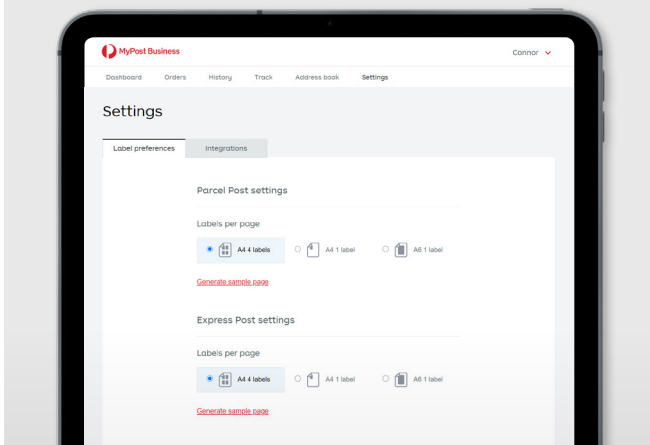 MyPost Business
Connor
Dashboard Orders History Track Address book Settings
Settings
Label preferences Integrations
Parcel Post settings
Labels per page
A4 4 labels A4 1 label A6 1 label
Generate sample page
Express Post settings
Labels per page
A4 4 labels A4 1 label A6 1 label
Generate sample page